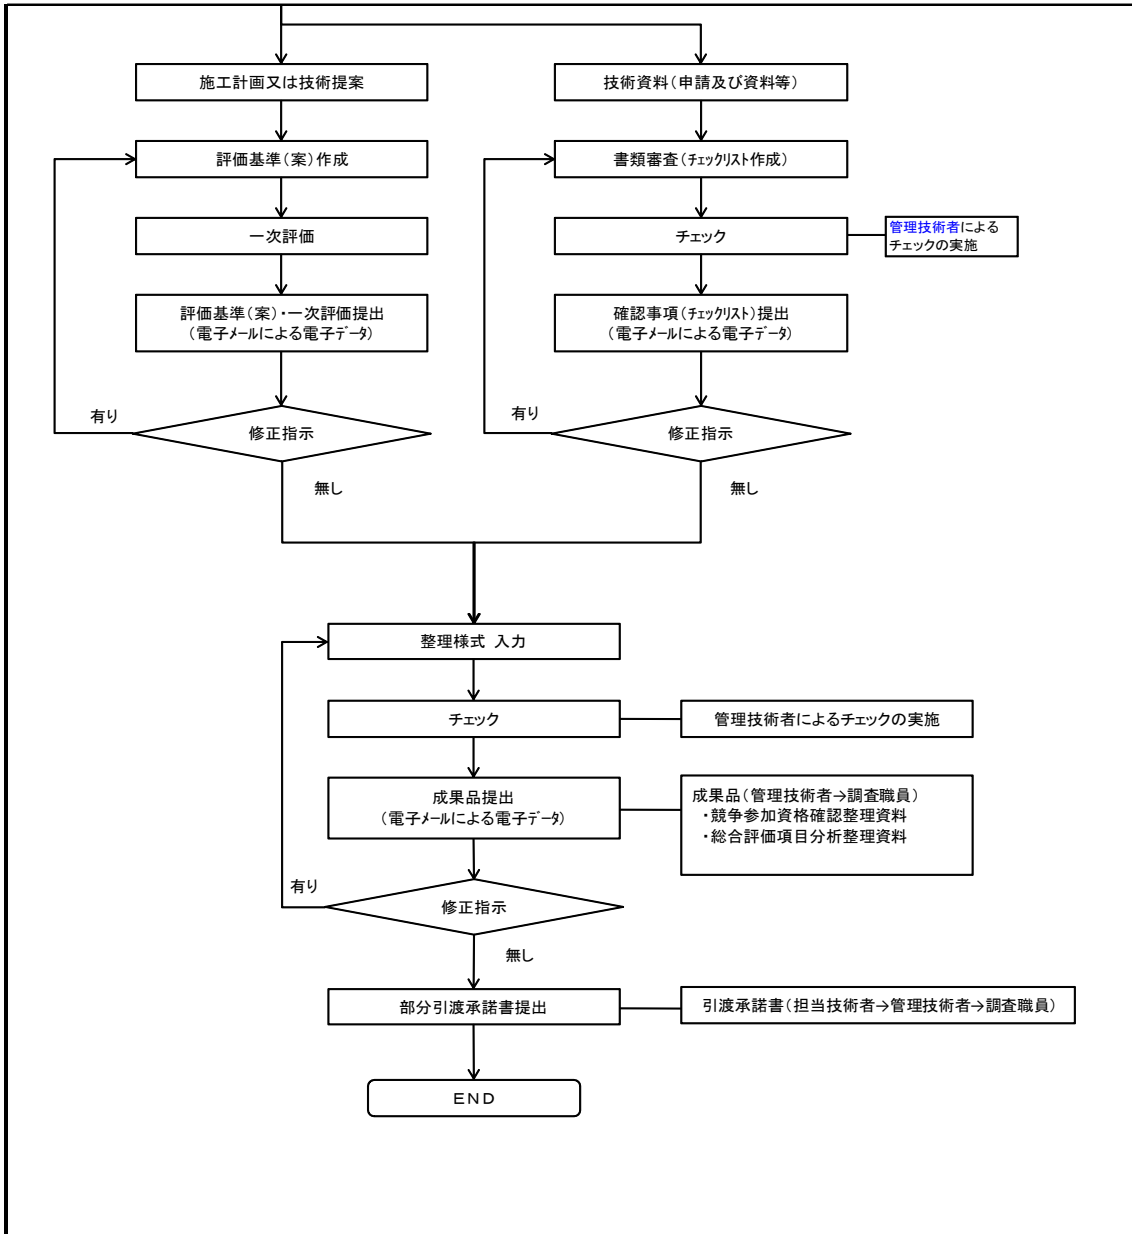 施工計画又は技術提案
技術資料（申請及び資料等）
評価基準（案）作成
書類審査（チェックリスト作成）
一次評価
チェック
管理技術者による
チェックの実施
評価基準（案）・一次評価提出
（電子メールによる電子データ）
確認事項（チェックリスト）提出
（電子メールによる電子データ）
有り
修正指示
有り
修正指示
無し
無し
整理様式 入力
チェック
管理技術者によるチェックの実施
成果品提出
（電子メールによる電子データ）
成果品（管理技術者→調査職員）
・競争参加資格確認整理資料
・総合評価項目分析整理資料
有り
修正指示
無し
部分引渡承諾書提出
引渡承諾書（担当技術者→管理技術者→調査職員）
ＥＮＤ